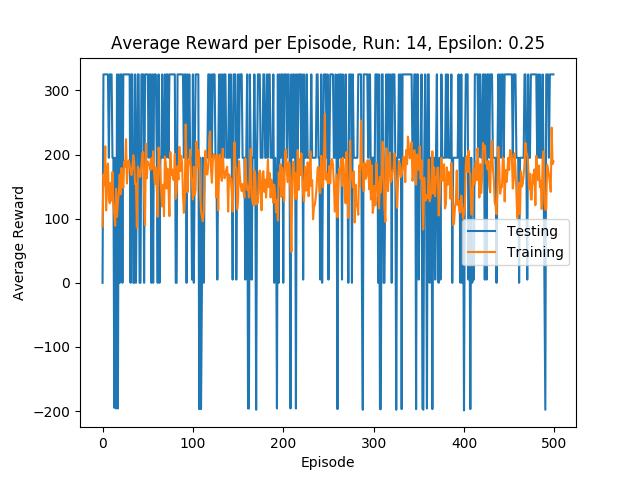 Average Reward per Episode, Run: 14, Epsilon: 0.25
300
200
100
0
−100
−200
Average Reward
Testing
Training
0 100 200 300 400 500
Episode